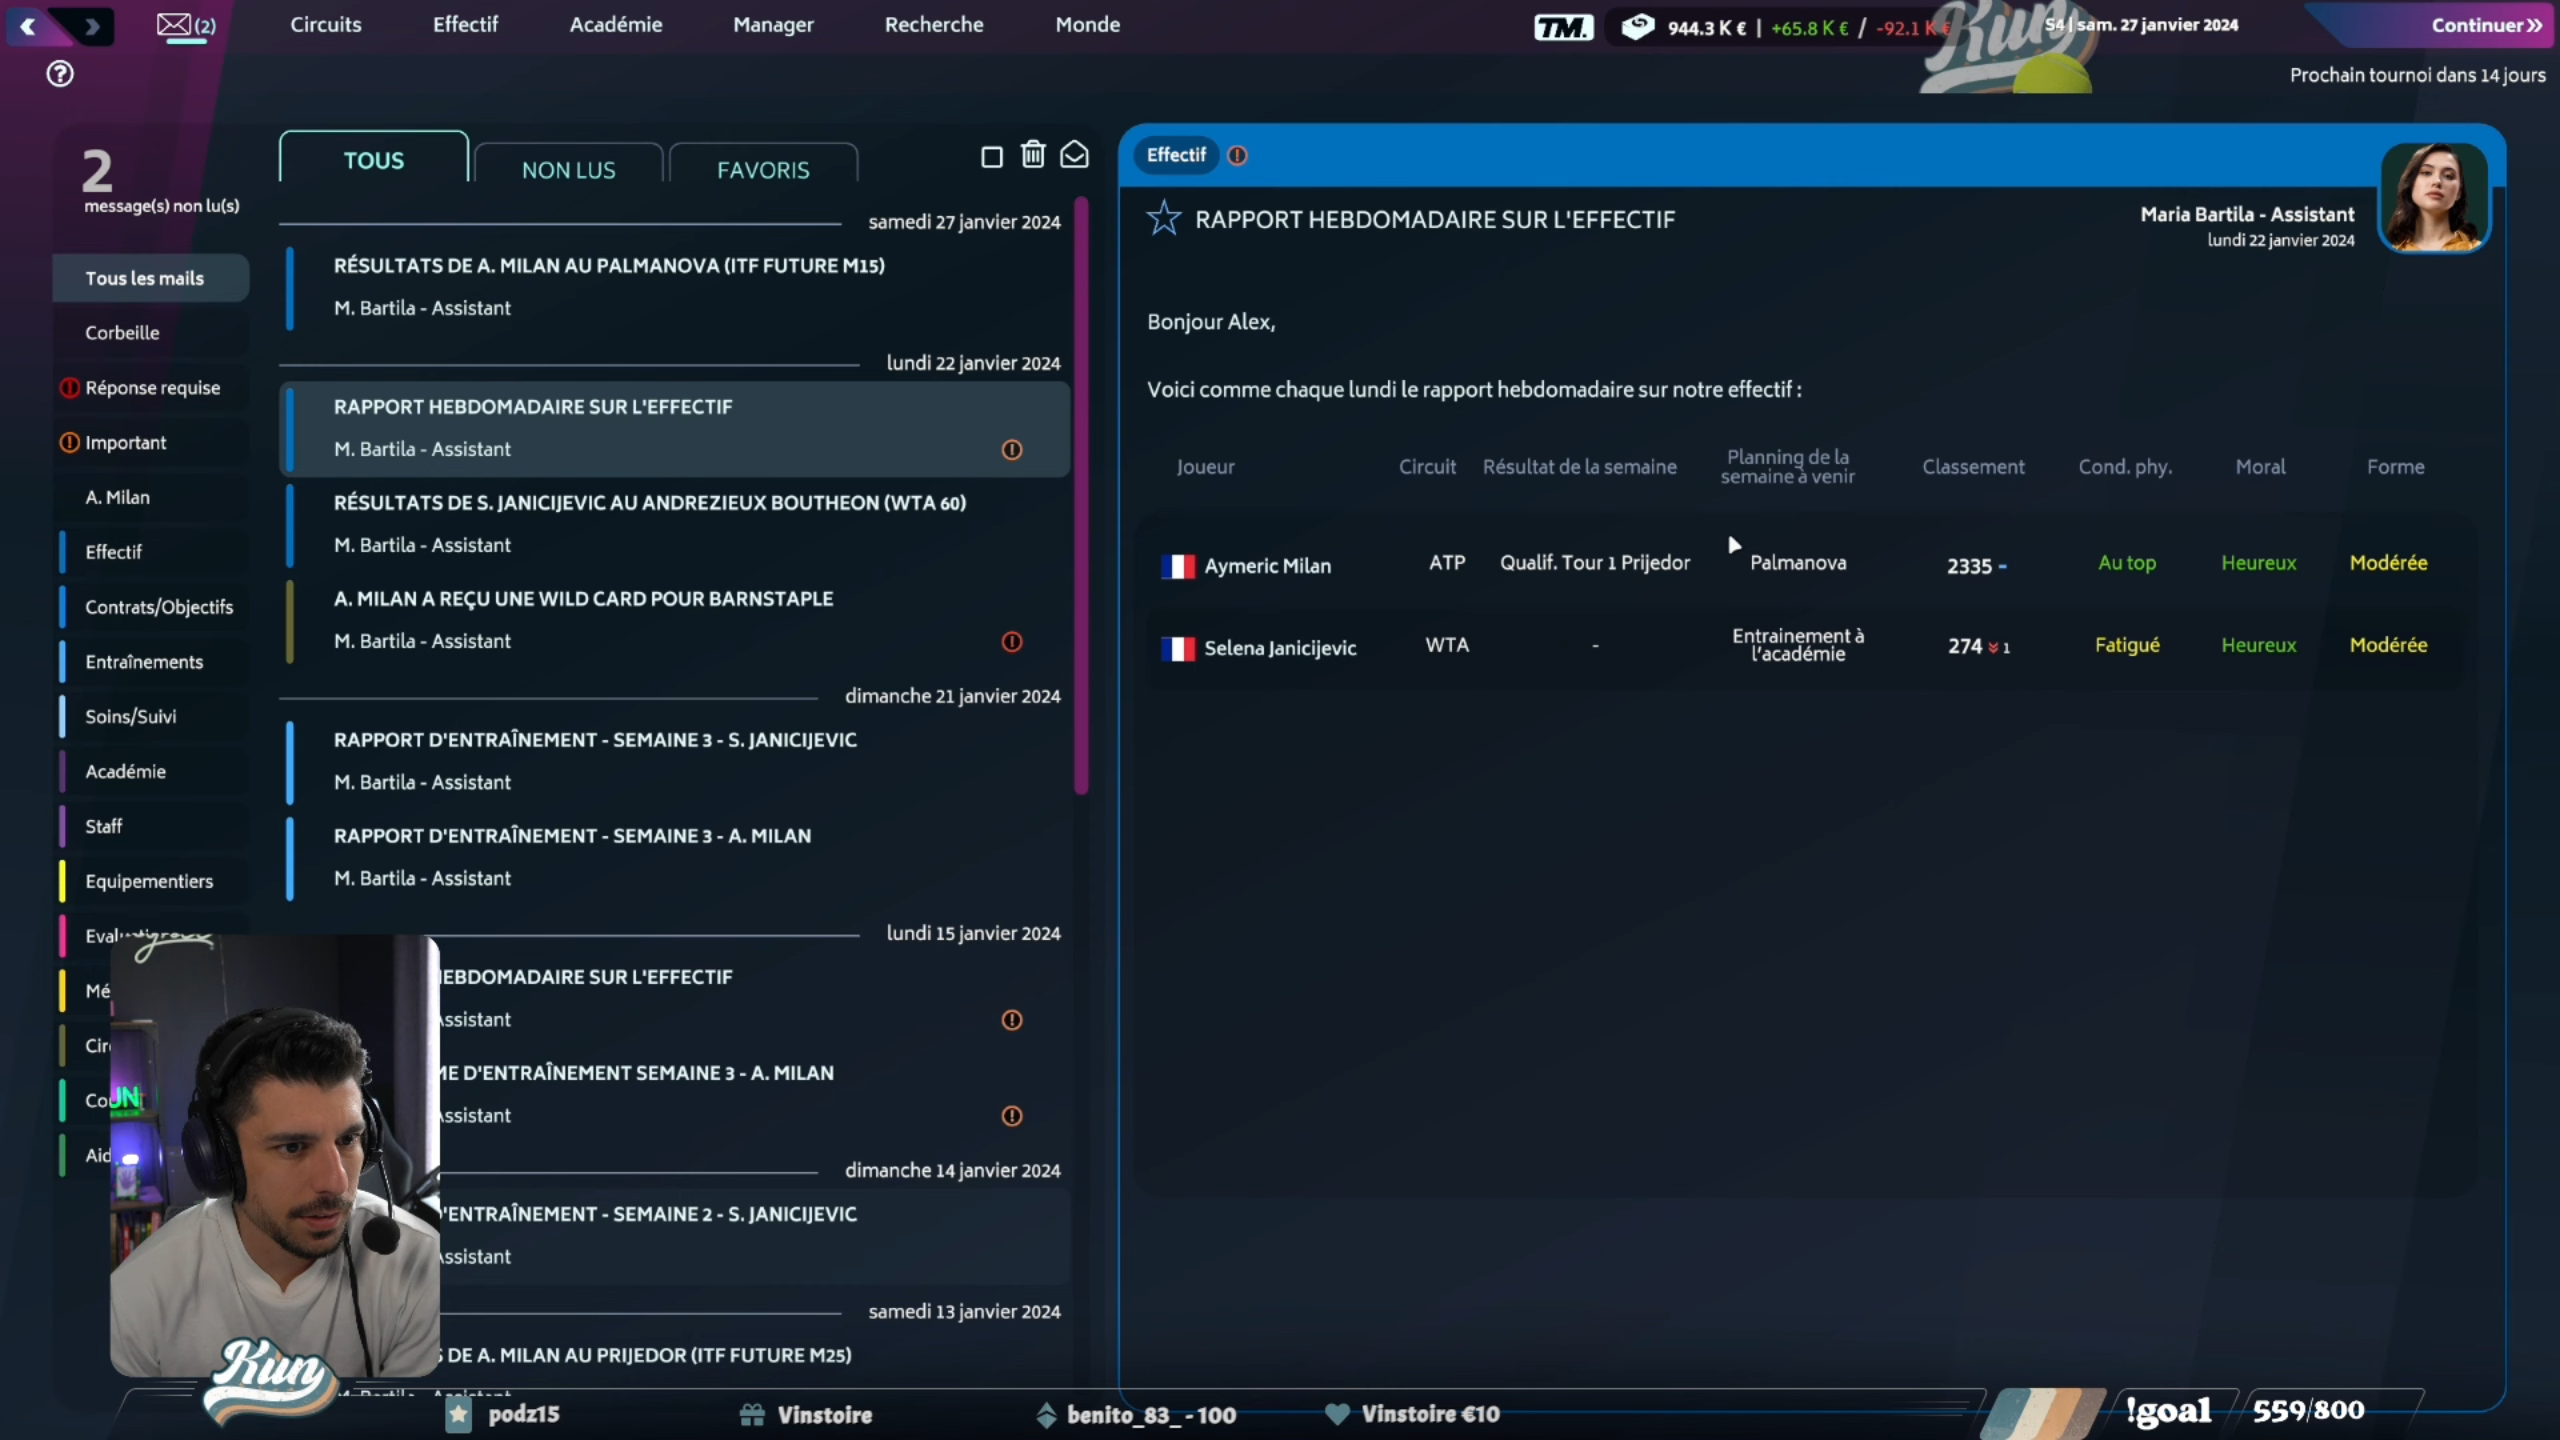 (2)
Circuits
Effectif
Académie
Manager
Recherche
Monde
TM.
944.3 K € | +65.8 K € / -92.1 K €
S4 | sam. 27 janvier 2024
Continuer
Kun
Prochain tournoi dans 14 jours
2
message(s) non lu(s)
Tous les mails
Corbeille
Réponse requise
Important
A. Milan
Effectif
Contrats/Objectifs
Entraînements
Soins/Suivi
Académie
Staff
Equipementiers
TOUS
NON LUS
FAVORIS
samedi 27 janvier 2024
RÉSULTATS DE A. MILAN AU PALMANOVA (ITF FUTURE M15)
M. Bartila - Assistant
lundi 22 janvier 2024
RAPPORT HEBDOMADAIRE SUR L'EFFECTIF
M. Bartila - Assistant
RÉSULTATS DE S. JANICIJEVIC AU ANDREZIEUX BOUTHEON (WTA 60)
M. Bartila - Assistant
A. MILAN A REÇU UNE WILD CARD POUR BARNSTAPLE
M. Bartila - Assistant
dimanche 21 janvier 2024
RAPPORT D'ENTRAÎNEMENT - SEMAINE 3 - S. JANICIJEVIC
M. Bartila - Assistant
RAPPORT D'ENTRAÎNEMENT - SEMAINE 3 - A. MILAN
M. Bartila - Assistant
lundi 15 janvier 2024
EBDOMADAIRE SUR L'EFFECTIF
ssistant
ME D'ENTRAÎNEMENT SEMAINE 3 - A. MILAN
ssistant
dimanche 14 janvier 2024
'ENTRAÎNEMENT - SEMAINE 2 - S. JANICIJEVIC
ssistant
samedi 13 janvier 2024
DE A. MILAN AU PRIJEDOR (ITF FUTURE M25)
Effectif
RAPPORT HEBDOMADAIRE SUR L'EFFECTIF
Maria Bartila - Assistant
lundi 22 janvier 2024
Bonjour Alex,
Voici comme chaque lundi le rapport hebdomadaire sur notre effectif :
Joueur Circuit Résultat de la semaine Planning de la semaine à venir Classement Cond. phy. Moral Forme
Aymeric Milan ATP Qualif. Tour 1 Prijedor Palmanova 2335 - Au top Heureux Modérée
Selena Janicijevic WTA - Entrainement à l'académie 274 1 Fatigué Heureux Modérée
Kun
podz15
Vinstoire
benito_83_ - 100
Vinstoire €10
!goal
559/800